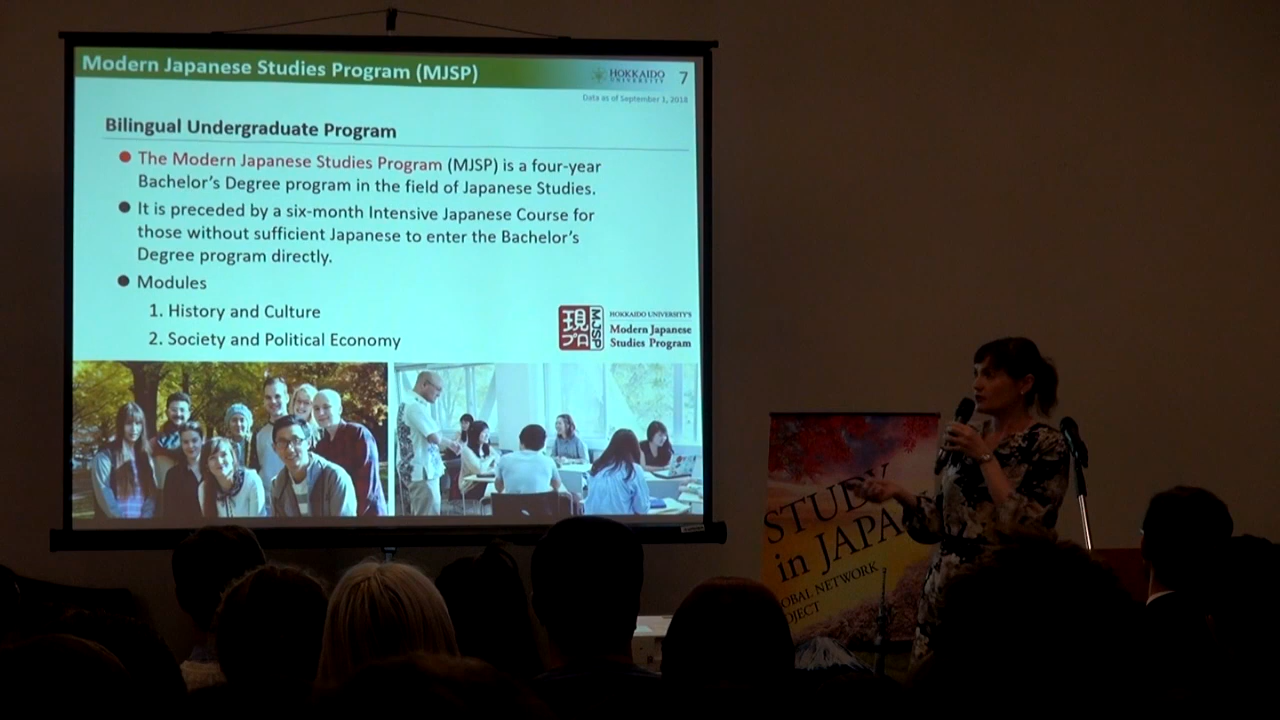 Modern Japanese Studies Program (MJSP)
HOKKAIDO
UNIVERSITY
7
Data as of September 1, 2018
Bilingual Undergraduate Program
The Modern Japanese Studies Program (MJSP) is a four-year
Bachelor's Degree program in the field of Japanese Studies.
It is preceded by a six-month Intensive Japanese Course for
those without sufficient Japanese to enter the Bachelor's
Degree program directly.
Modules
1. History and Culture
2. Society and Political Economy
現
プロ
MJSP
HOKKAIDO UNIVERSITY'S
Modern Japanese
Studies Program
STUDY
in JAPA
OBAL NETWORK
OJECT